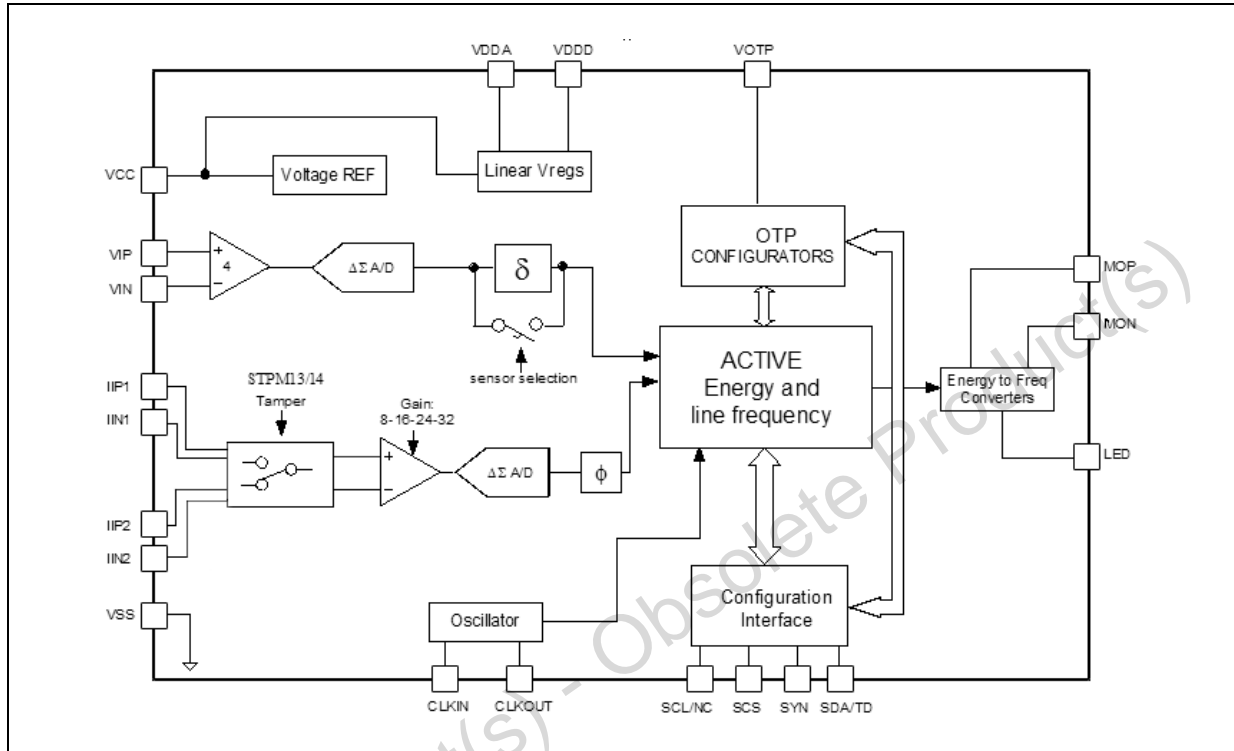 VDDA
VDDD
VOTP
VCC
Voltage REF
Linear Vregs
VIP
VIN
+
4
−
ΔΣ A/D
δ
sensor selection
OTP
CONFIGURATORS
MOP
MON
ACTIVE
Energy and
line frequency
Energy to Freq
Converters
LED
IIP1
IIN1
STPM13/14
Tamper
Gain:
8-16-24-32
+
−
ΔΣ A/D
ϕ
IIP2
IIN2
VSS
Oscillator
Configuration
Interface
CLKIN
CLKOUT
SCL/NC
SCS
SYN
SDA/TD
(s) - Obsolete Product(s)